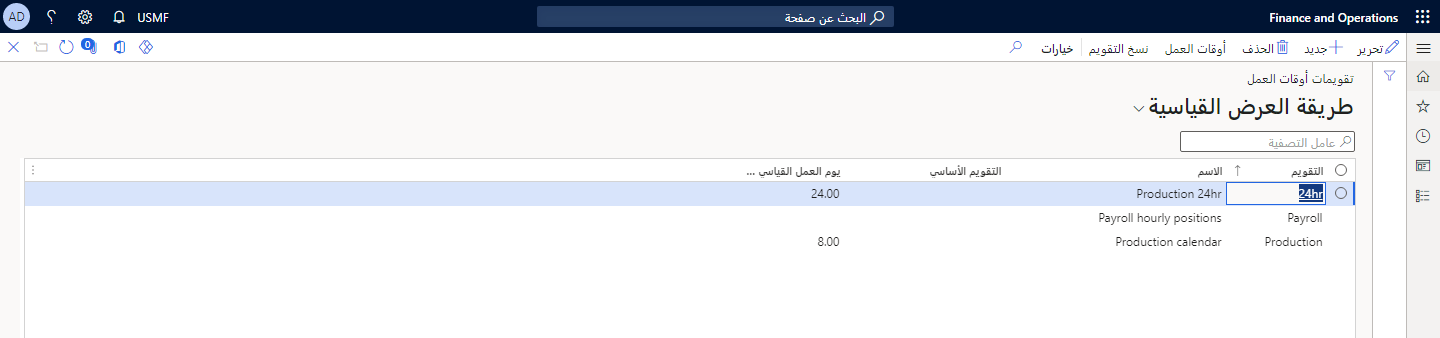 Finance and Operations
البحث عن صفحة
USMF
؟
AD
تحرير
جديد
الحذف
أوقات العمل
نسخ التقويم
خيارات
0
تقويمات أوقات العمل
طريقة العرض القياسية
عامل التصفية
التقويم الاسم التقويم الأساسي يوم العمل القياسي ...
24hr Production 24hr 24.00
Payroll Payroll hourly positions
Production Production calendar 8.00